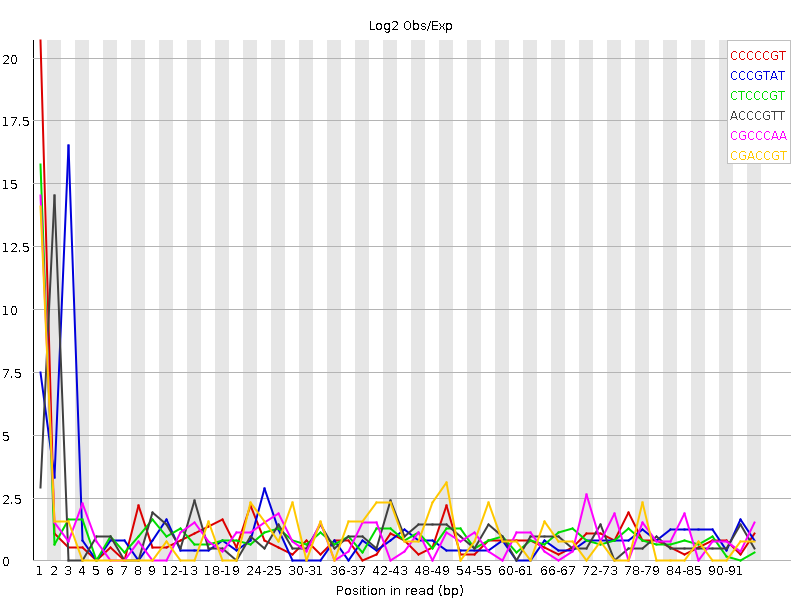 Log2 Obs/Exp
20
17.5
15
12.5
10
7.5
5
2.5
0
CCCCCGT
CCCGTAT
CTCCCGT
ACCCGTT
CGCCCAA
CGACCGT
1 2 3 4 5 6 7 8 9 12-13 18-19 24-25 30-31 36-37 42-43 48-49 54-55 60-61 66-67 72-73 78-79 84-85 90-91
Position in read (bp)